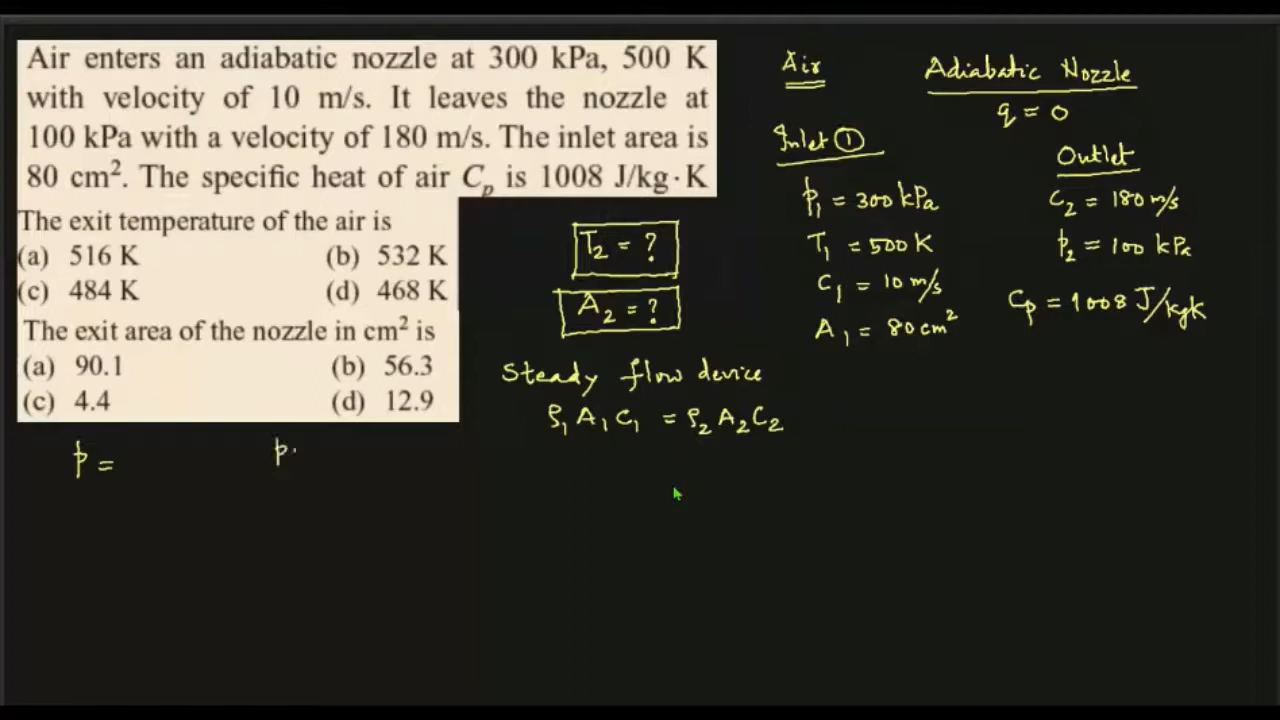 Air enters an adiabatic nozzle at 300 kPa, 500 K
with velocity of 10 m/s. It leaves the nozzle at
100 kPa with a velocity of 180 m/s. The inlet area is
80 cm². The specific heat of air Cₚ is 1008 J/kg·K
The exit temperature of the air is
(a) 516 K (b) 532 K
(c) 484 K (d) 468 K
The exit area of the nozzle in cm² is
(a) 90.1 (b) 56.3
(c) 4.4 (d) 12.9
p =
p.
T₂ = ?
A₂ = ?
Steady flow device
ρ₁ A₁ C₁ = ρ₂ A₂ C₂
Air
Adiabatic Nozzle
q = 0
Inlet ①
p₁ = 300 kPa
T₁ = 500 K
C₁ = 10 m/s
A₁ = 80 cm²
Outlet
C₂ = 180 m/s
p₂ = 100 kPa
Cp = 1008 J/kgK